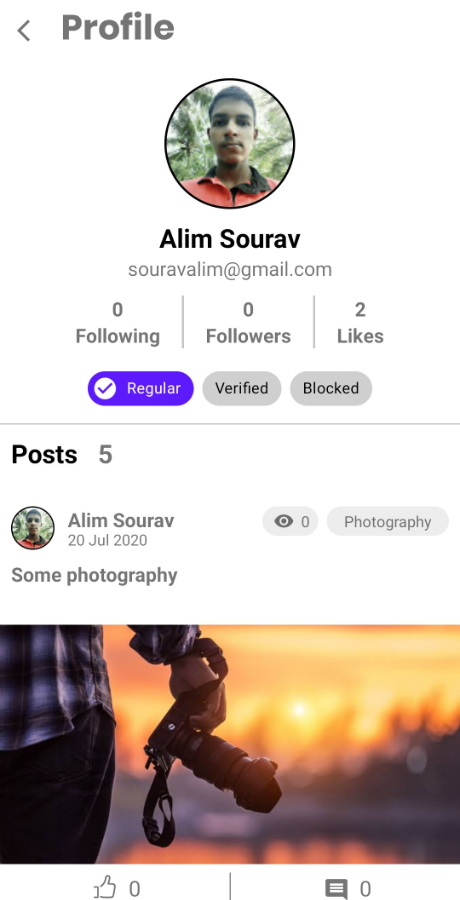 Profile
Alim Sourav
souravalim@gmail.com
0 0 2
Following Followers Likes
Regular Verified Blocked
Posts 5
Alim Sourav 0 Photography
20 Jul 2020
Some photography
0 0